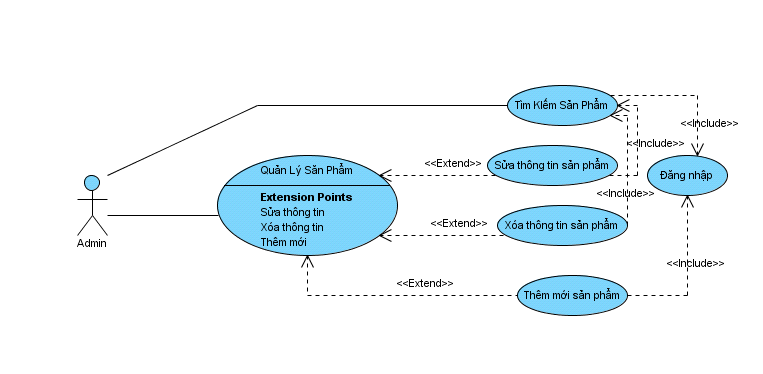 Tìm KIếm Sản Phẩm
<<Include>>
<<Include>>
Quản Lý Sản Phẩm
<<Extend>>
Sửa thông tin sản phẩm
Đăng nhập
Extension Points
Sửa thông tin
Xóa thông tin
Thêm mới
<<Include>>
<<Extend>>
Xóa thông tin sản phẩm
Admin
<<Include>>
<<Extend>>
Thêm mới sản phẩm